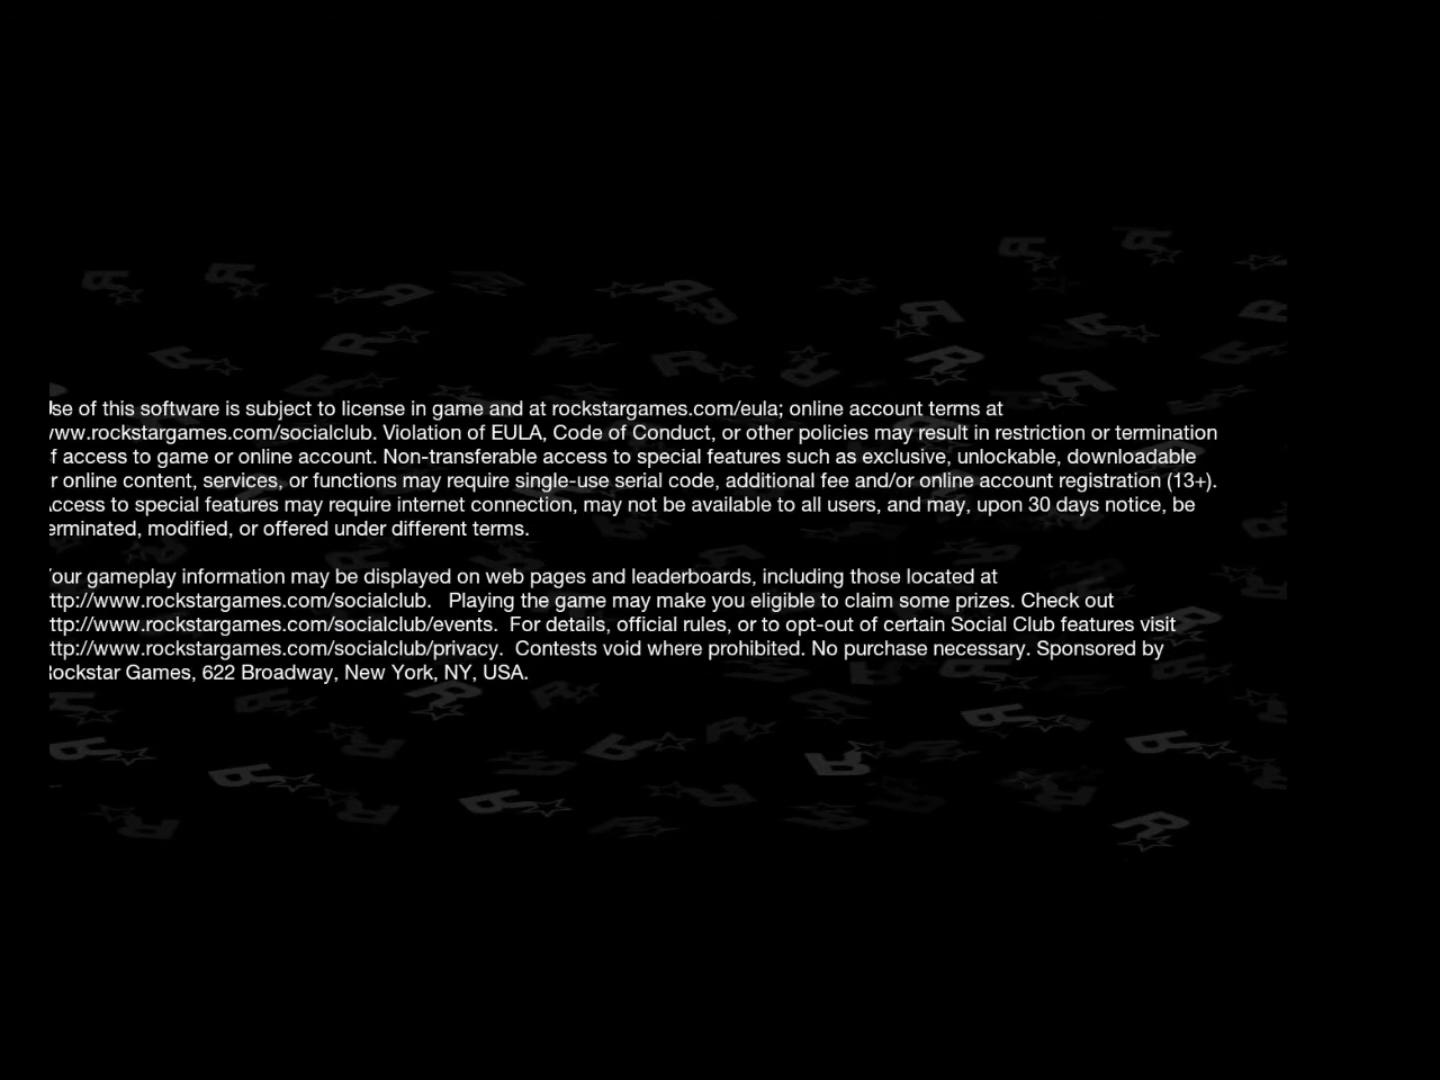 se of this software is subject to license in game and at rockstargames.com/eula; online account terms at
ww.rockstargames.com/socialclub. Violation of EULA, Code of Conduct, or other policies may result in restriction or termination
f access to game or online account. Non-transferable access to special features such as exclusive, unlockable, downloadable
r online content, services, or functions may require single-use serial code, additional fee and/or online account registration (13+).
ccess to special features may require internet connection, may not be available to all users, and may, upon 30 days notice, be
erminated, modified, or offered under different terms.
our gameplay information may be displayed on web pages and leaderboards, including those located at
ttp://www.rockstargames.com/socialclub. Playing the game may make you eligible to claim some prizes. Check out
ttp://www.rockstargames.com/socialclub/events. For details, official rules, or to opt-out of certain Social Club features visit
ttp://www.rockstargames.com/socialclub/privacy. Contests void where prohibited. No purchase necessary. Sponsored by
ockstar Games, 622 Broadway, New York, NY, USA.